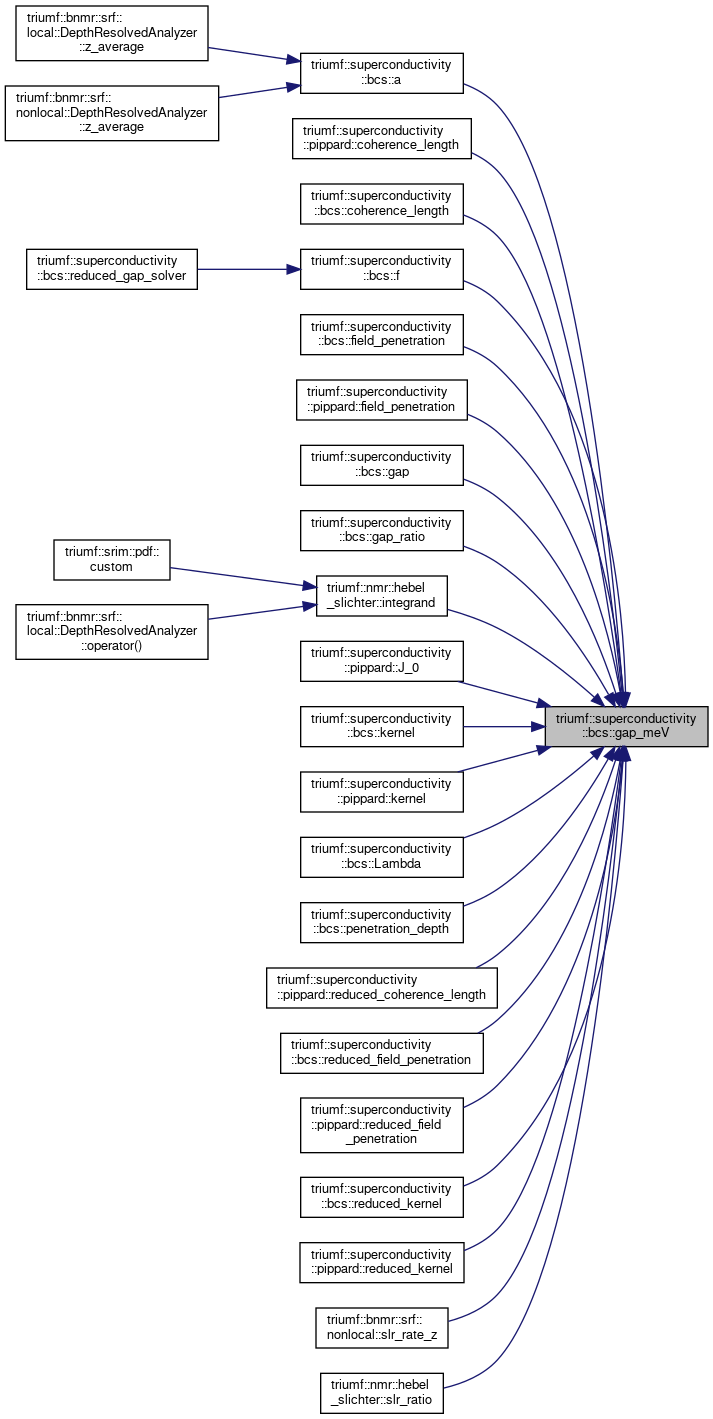 triumf::bnmr::srf::
local::DepthResolvedAnalyzer
::z_average
triumf::bnmr::srf::
nonlocal::DepthResolvedAnalyzer
::z_average
triumf::superconductivity
::bcs::a
triumf::superconductivity
::pippard::coherence_length
triumf::superconductivity
::bcs::coherence_length
triumf::superconductivity
::bcs::reduced_gap_solver
triumf::superconductivity
::bcs::f
triumf::superconductivity
::bcs::field_penetration
triumf::superconductivity
::pippard::field_penetration
triumf::superconductivity
::bcs::gap
triumf::superconductivity
::bcs::gap_ratio
triumf::srim::pdf::
custom
triumf::bnmr::srf::
local::DepthResolvedAnalyzer
::operator()
triumf::nmr::hebel
_slichter::integrand
triumf::superconductivity
::pippard::J_0
triumf::superconductivity
::bcs::kernel
triumf::superconductivity
::bcs::gap_meV
triumf::superconductivity
::pippard::kernel
triumf::superconductivity
::bcs::Lambda
triumf::superconductivity
::bcs::penetration_depth
triumf::superconductivity
::pippard::reduced_coherence_length
triumf::superconductivity
::bcs::reduced_field_penetration
triumf::superconductivity
::pippard::reduced_field
_penetration
triumf::superconductivity
::bcs::reduced_kernel
triumf::superconductivity
::pippard::reduced_kernel
triumf::bnmr::srf::
nonlocal::slr_rate_z
triumf::nmr::hebel
_slichter::slr_ratio